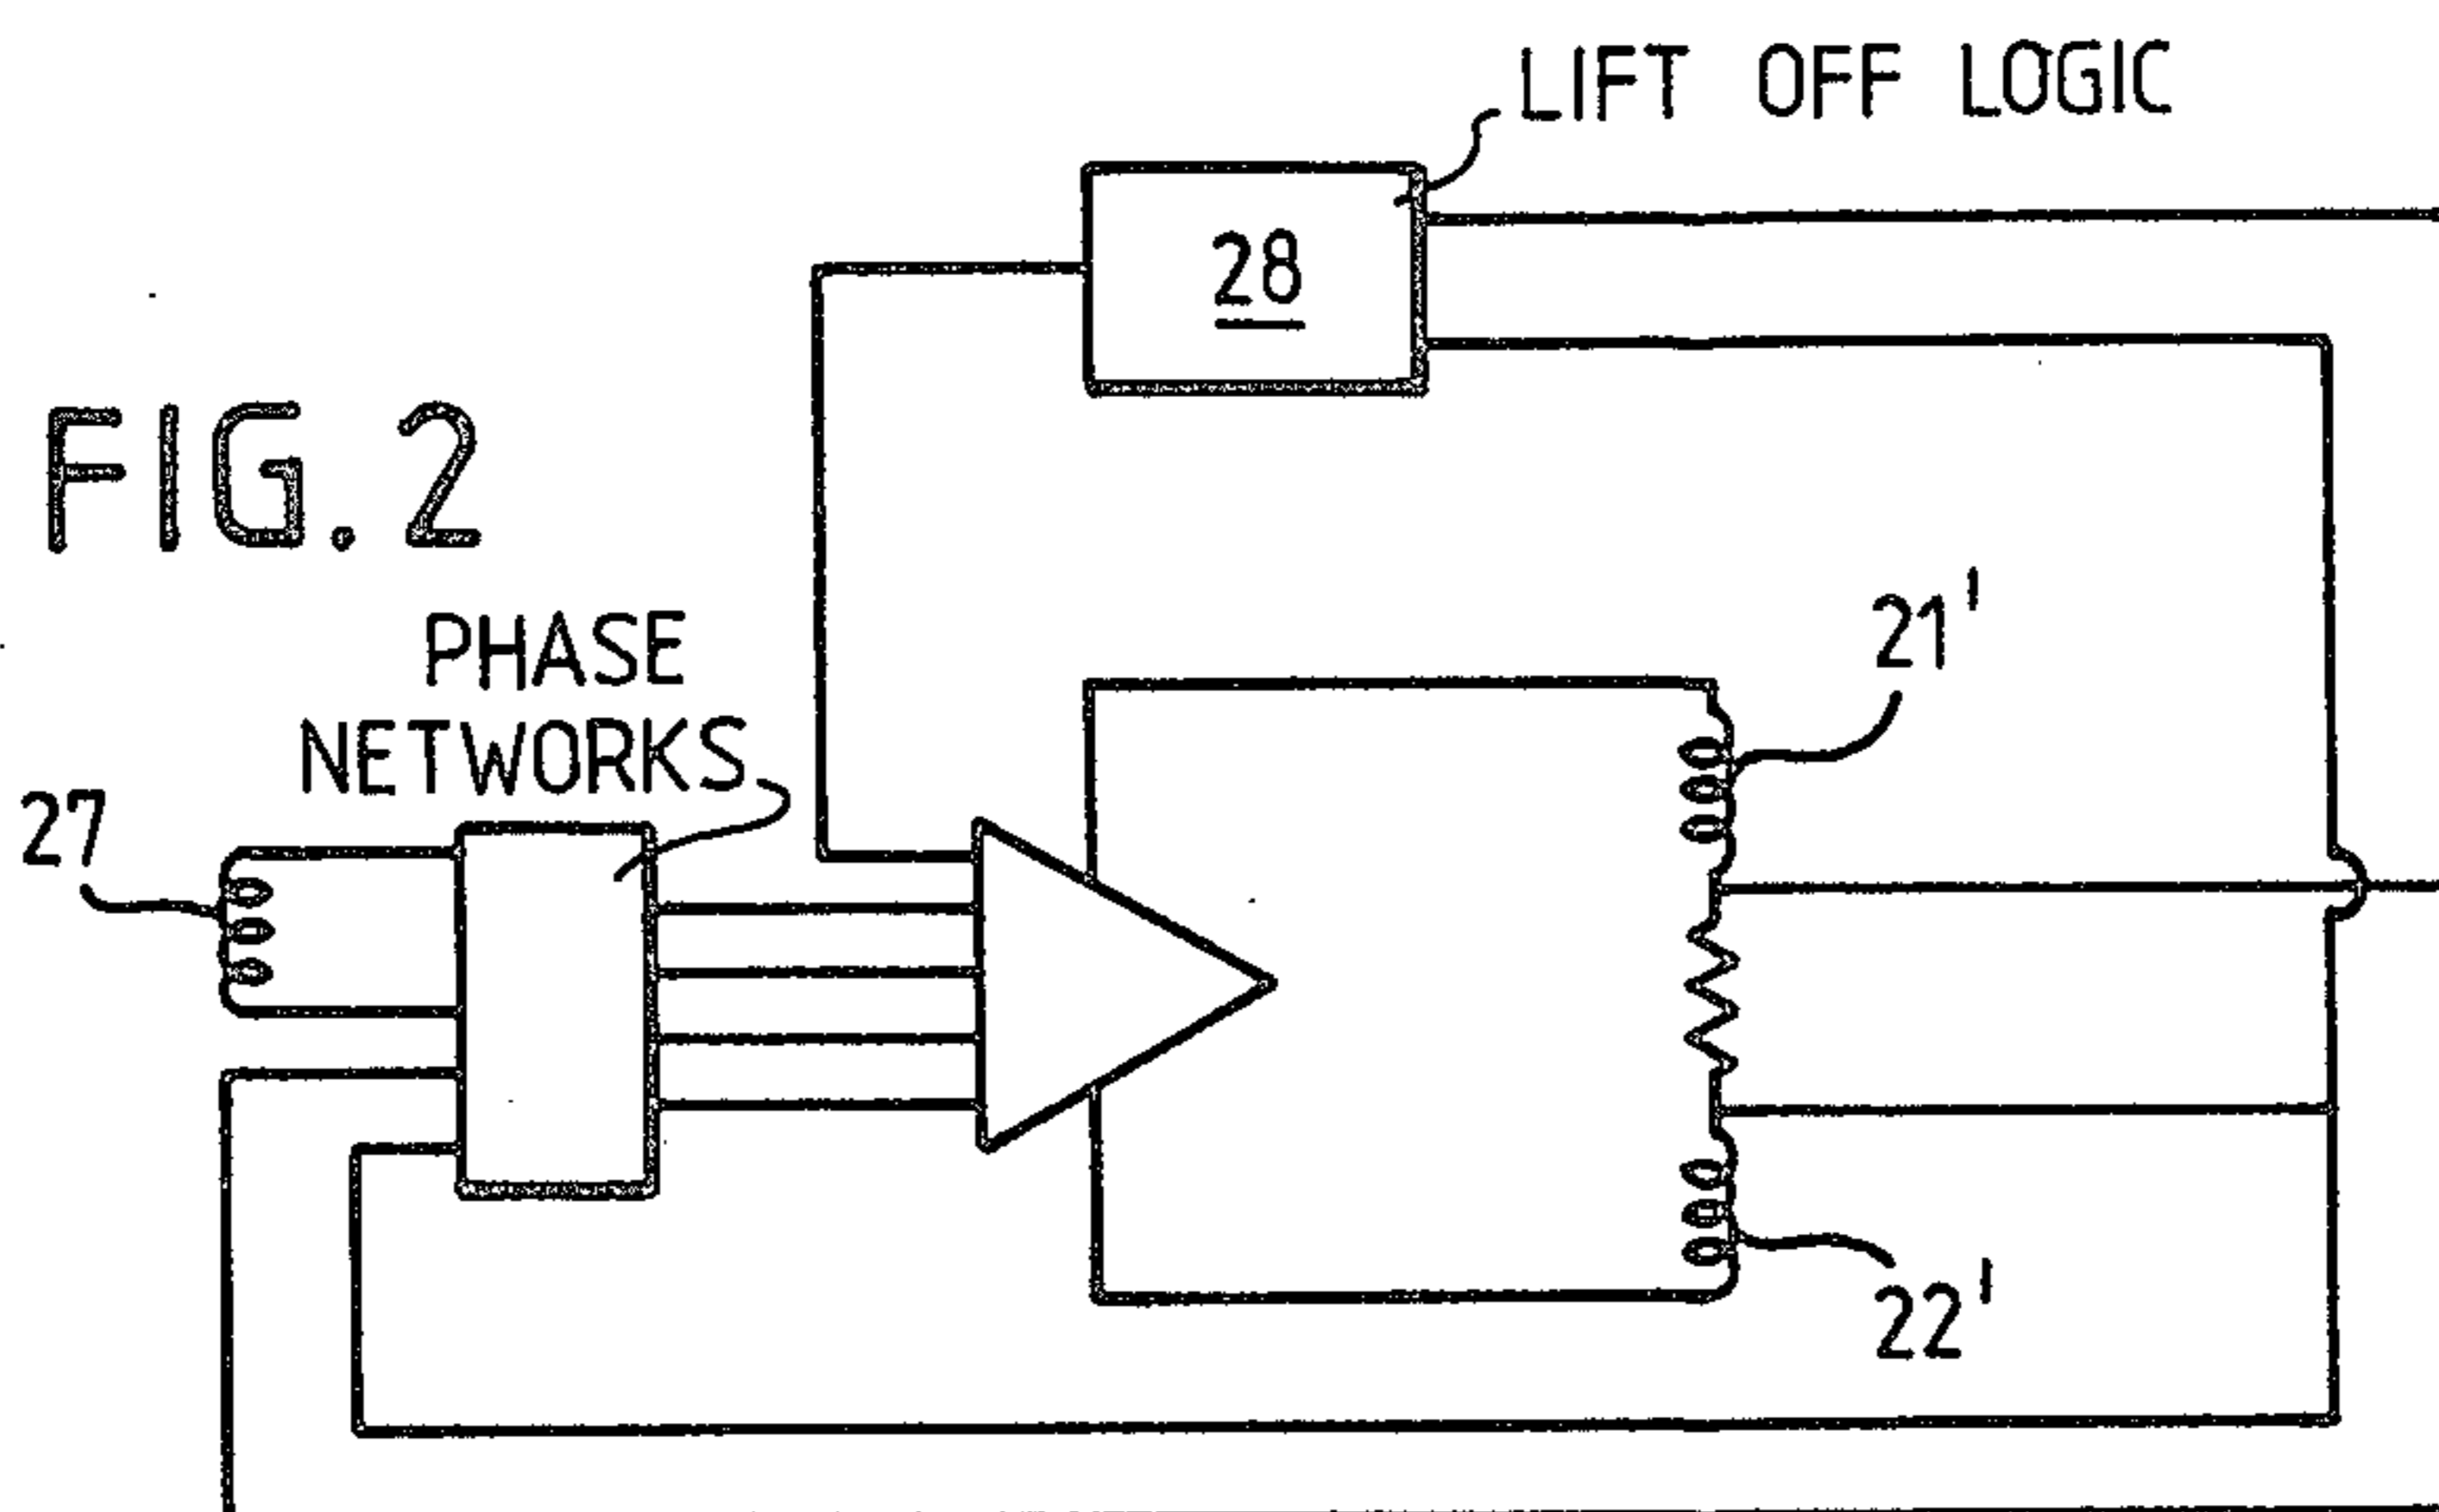 LIFT OFF LOGIC
28
FIG. 2
21'
PHASE
NETWORKS
27
22'